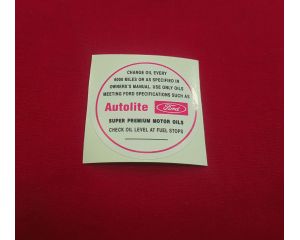 CHANGE OIL EVERY
6000 MILES OR AS SPECIFIED IN
OWNERS'S MANUAL. USE ONLY OILS
MEETING FORD SPECIFICATIONS SUCH AS
Autolite Ford
SUPER PREMIUM MOTOR OILS
CHECK OIL LEVEL AT FUEL STOPS